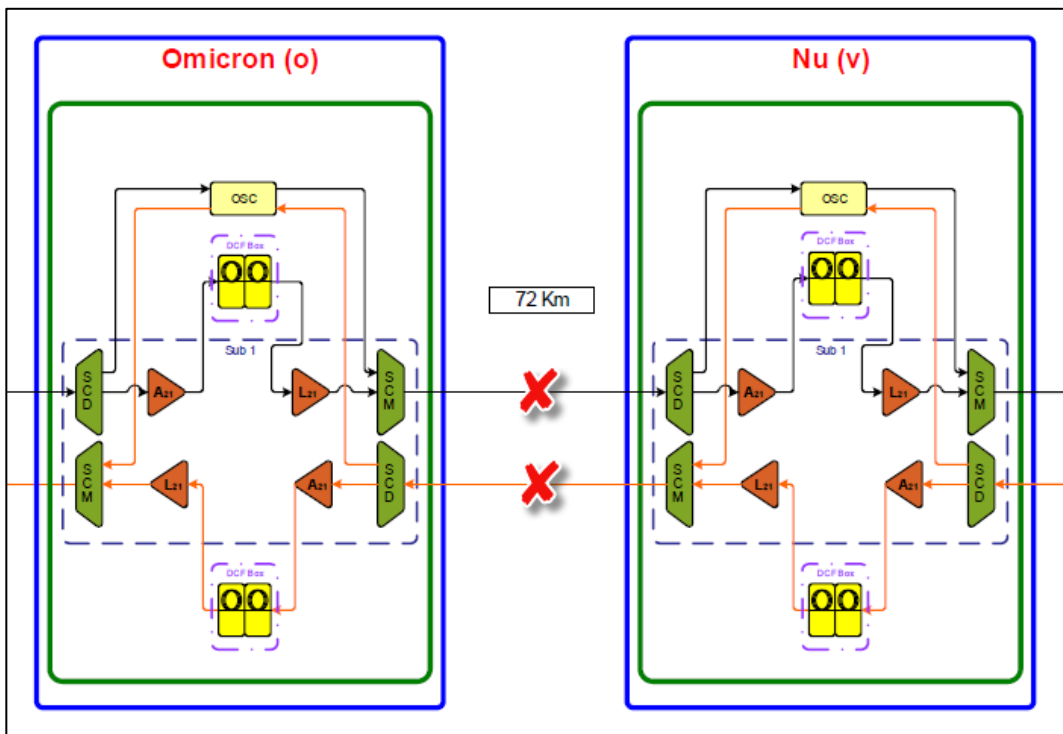 Omicron (o)
OSC
DCF Box
Sub 1
S
C
D
A21
L21
S
C
M
S
C
M
L21
A21
S
C
D
DCF Box
72 Km
Nu (v)
OSC
DCF Box
Sub 1
S
C
D
A21
L21
S
C
M
S
C
M
L21
A21
S
C
D
DCF Box